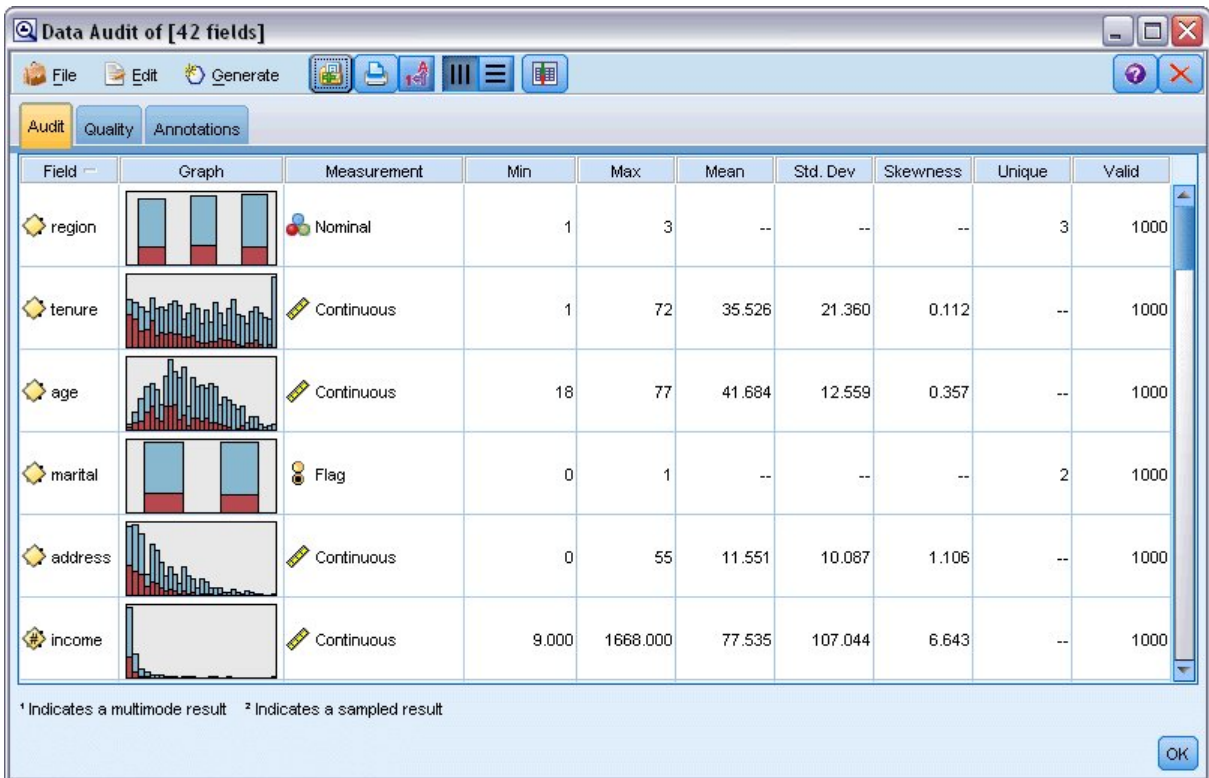 Data Audit of [42 fields]
File Edit Generate
Audit Quality Annotations
Field Graph Measurement Min Max Mean Std. Dev Skewness Unique Valid
region Nominal 1 3 -- -- -- 3 1000
tenure Continuous 1 72 35.526 21.360 0.112 -- 1000
age Continuous 18 77 41.684 12.559 0.357 -- 1000
marital Flag 0 1 -- -- -- 2 1000
address Continuous 0 55 11.551 10.087 1.106 -- 1000
income Continuous 9.000 1668.000 77.535 107.044 6.643 -- 1000
¹ Indicates a multimode result ² Indicates a sampled result
OK